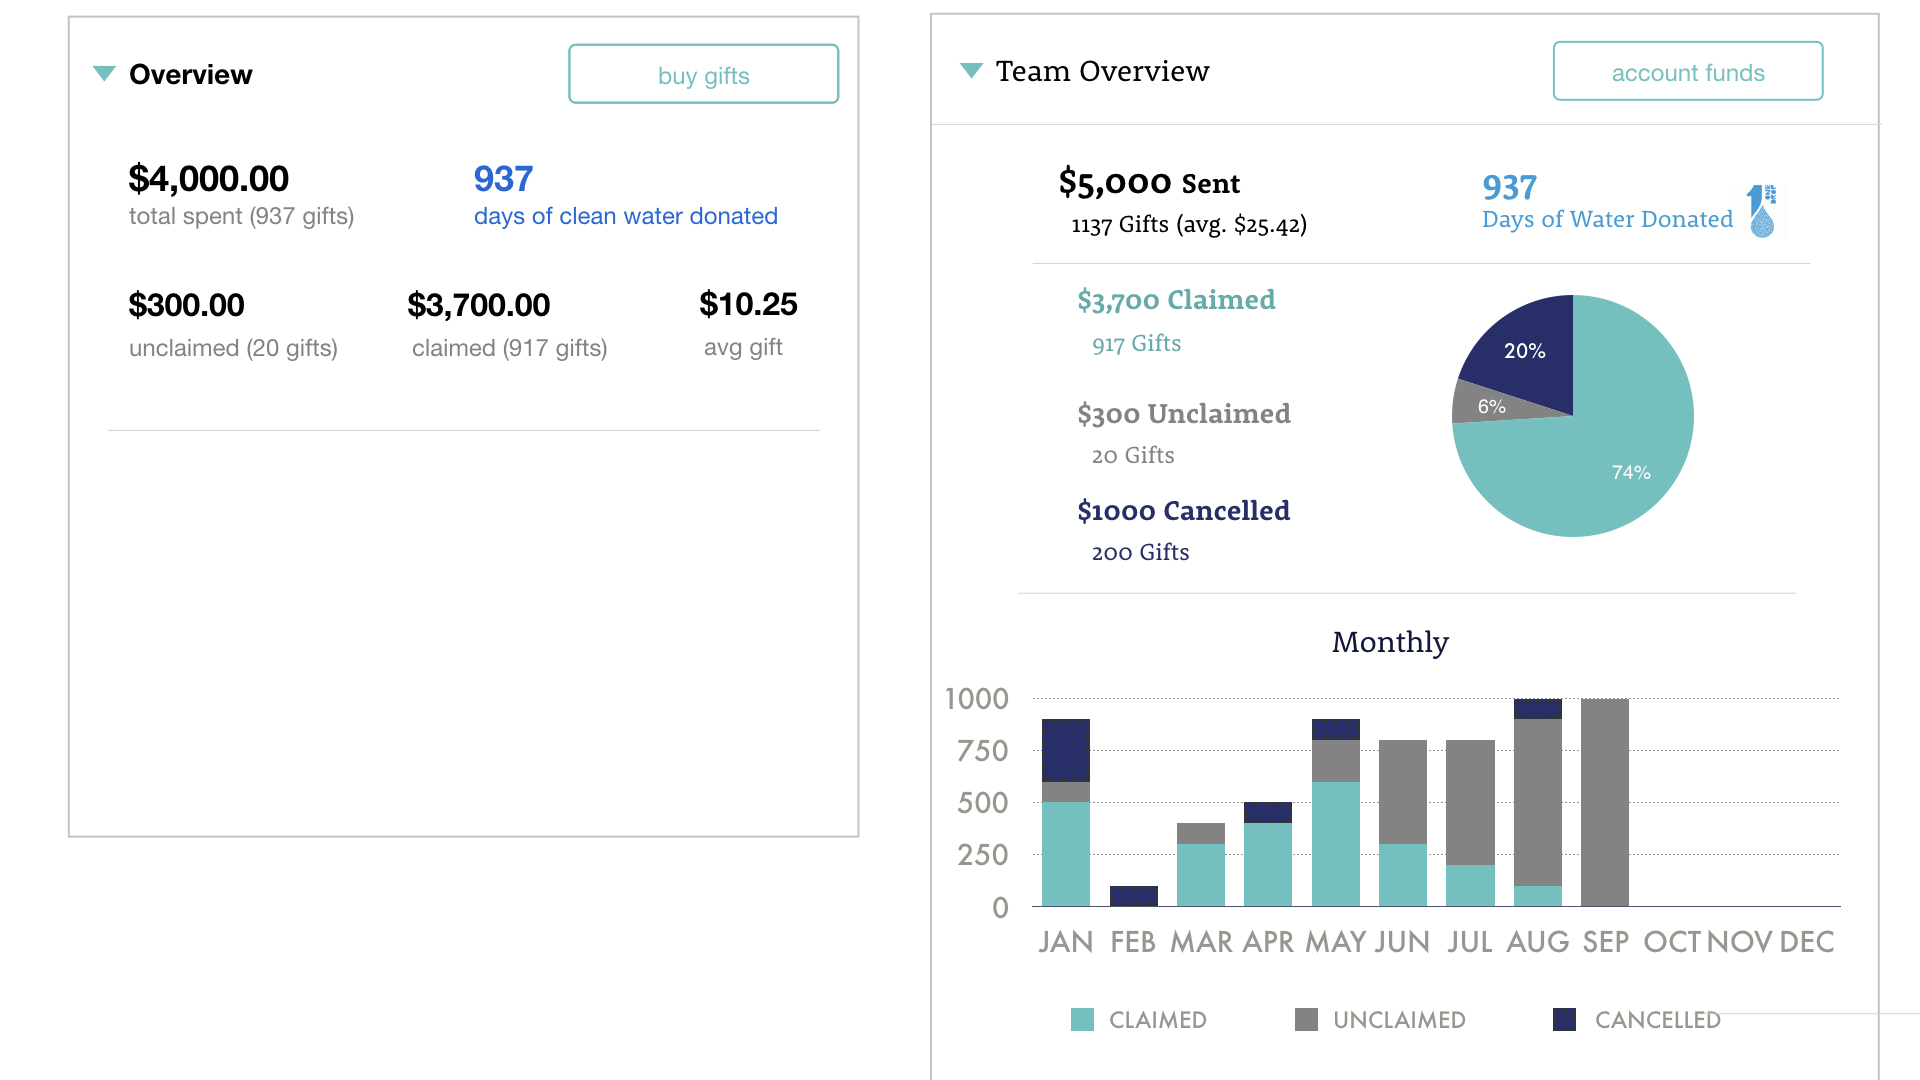 Overview
buy gifts
$4,000.00
total spent (937 gifts)
937
days of clean water donated
$300.00
unclaimed (20 gifts)
$3,700.00
claimed (917 gifts)
$10.25
avg gift
Team Overview
account funds
$5,000 Sent
1137 Gifts (avg. $25.42)
937
Days of Water Donated
$3,700 Claimed
917 Gifts
$300 Unclaimed
20 Gifts
$1000 Cancelled
200 Gifts
20%
6%
74%
Monthly
1000
750
500
250
0
JAN FEB MAR APR MAY JUN JUL AUG SEP OCT NOV DEC
CLAIMED UNCLAIMED CANCELLED